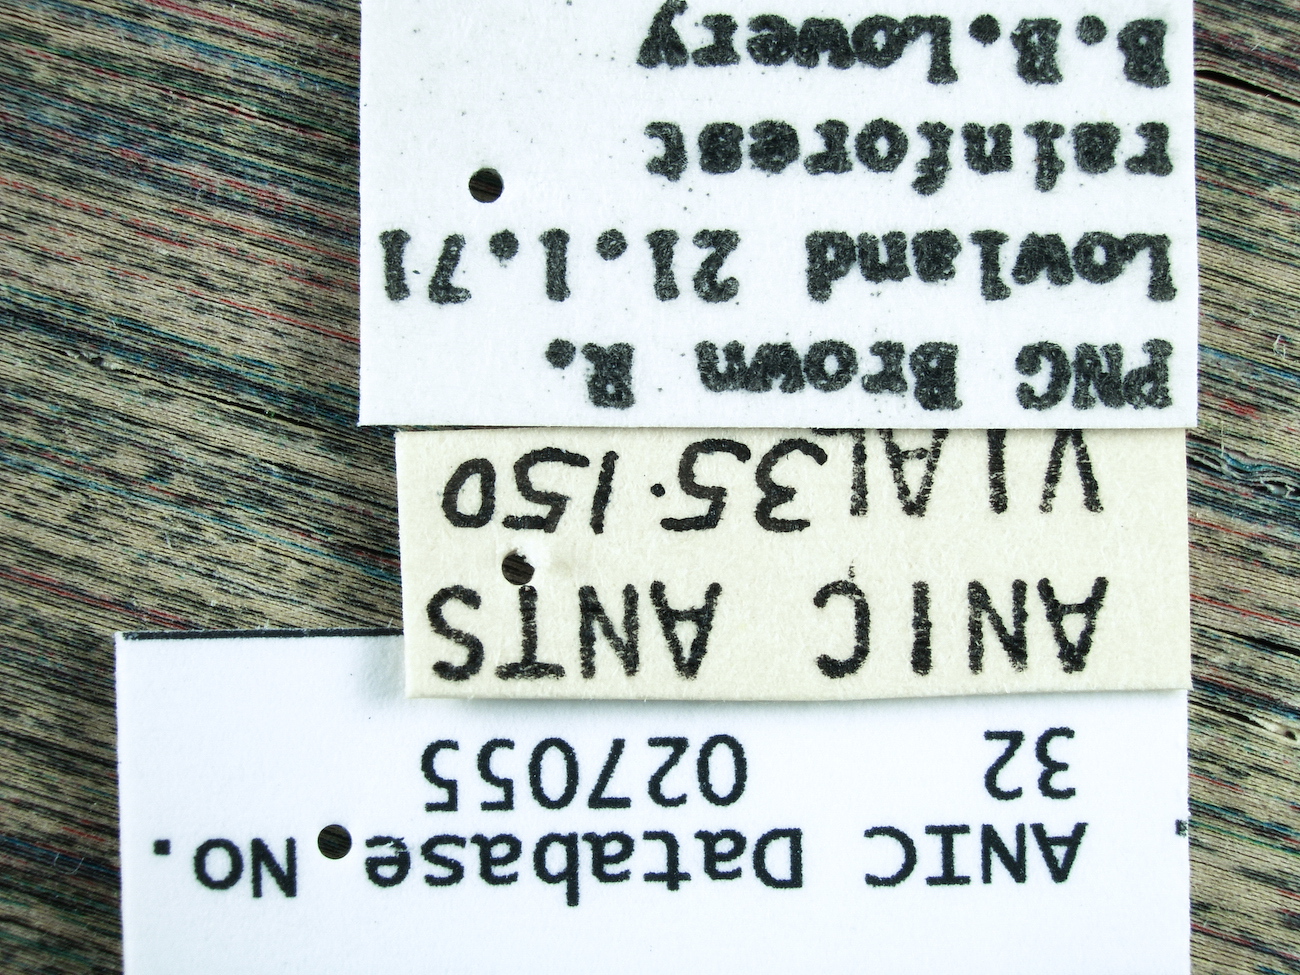 ANIC Database No.
32 027055
ANIC ANTS
VIAL35.150
PNG Brown R.
Lowland 21.1.71
rainforest
B.B.Lowery